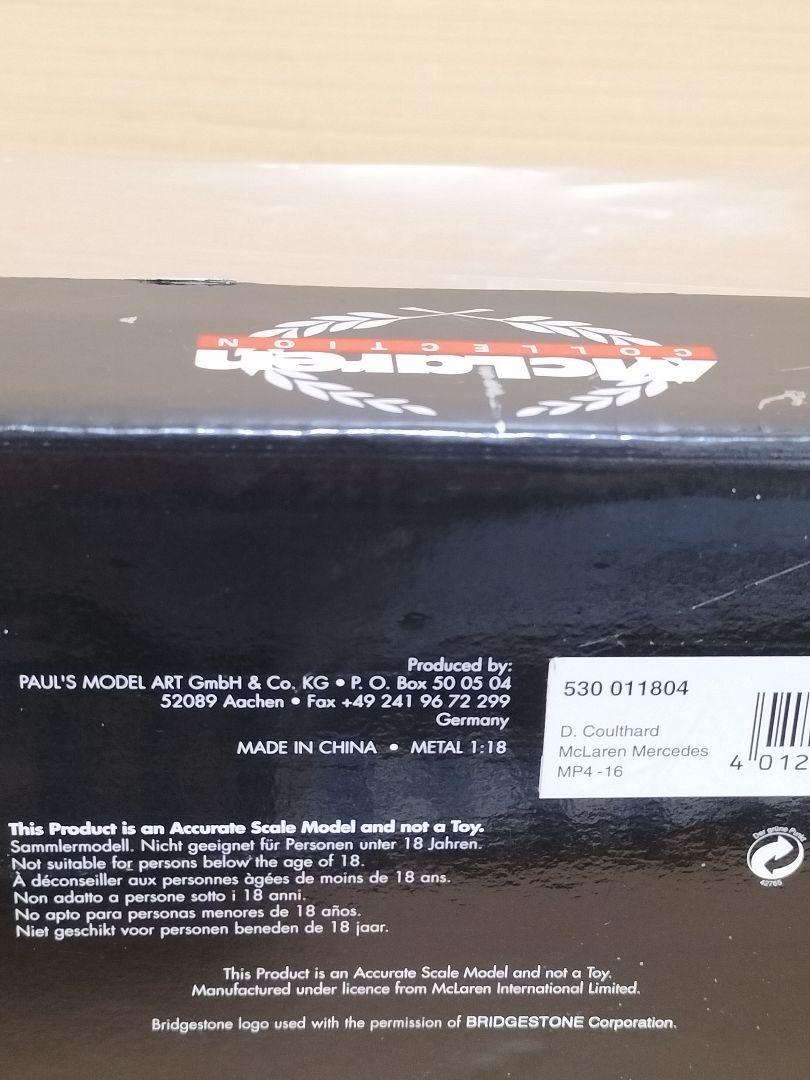 McLaren
COLLECTION
Produced by:
PAUL'S MODEL ART GmbH & Co. KG • P. O. Box 50 05 04
52089 Aachen • Fax +49 241 96 72 299
Germany
MADE IN CHINA • METAL 1:18
530 011804
D. Coulthard
McLaren Mercedes
MP4 -16
4 012
This Product is an Accurate Scale Model and not a Toy.
Sammlermodell. Nicht geeignet für Personen unter 18 Jahren.
Not suitable for persons below the age of 18.
À déconseiller aux personnes àgées de moins de 18 ans.
Non adatto a persone sotto i 18 anni.
No apto para personas menores de 18 años.
Niet geschikt voor personen beneden de 18 jaar.
Der grüne Punkt
42765
This Product is an Accurate Scale Model and not a Toy.
Manufactured under licence from McLaren International Limited.
Bridgestone logo used with the permission of BRIDGESTONE Corporation.